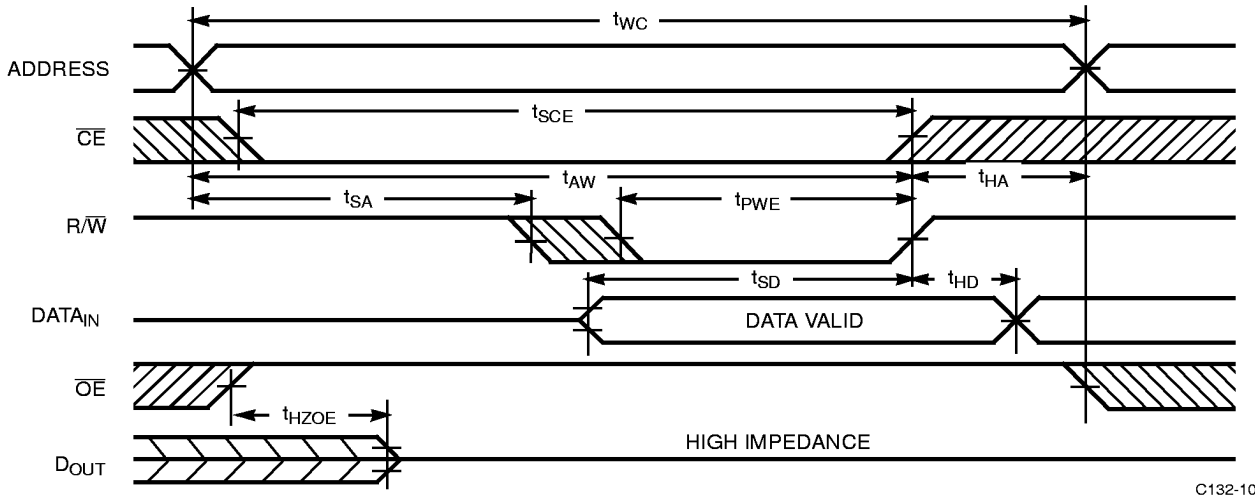 tWC
ADDRESS
tSCE
CE
tAW
tHA
tSA
tPWE
R/W
tSD
tHD
DATAIN
DATA VALID
OE
tHZOE
HIGH IMPEDANCE
DOUT
C132-10